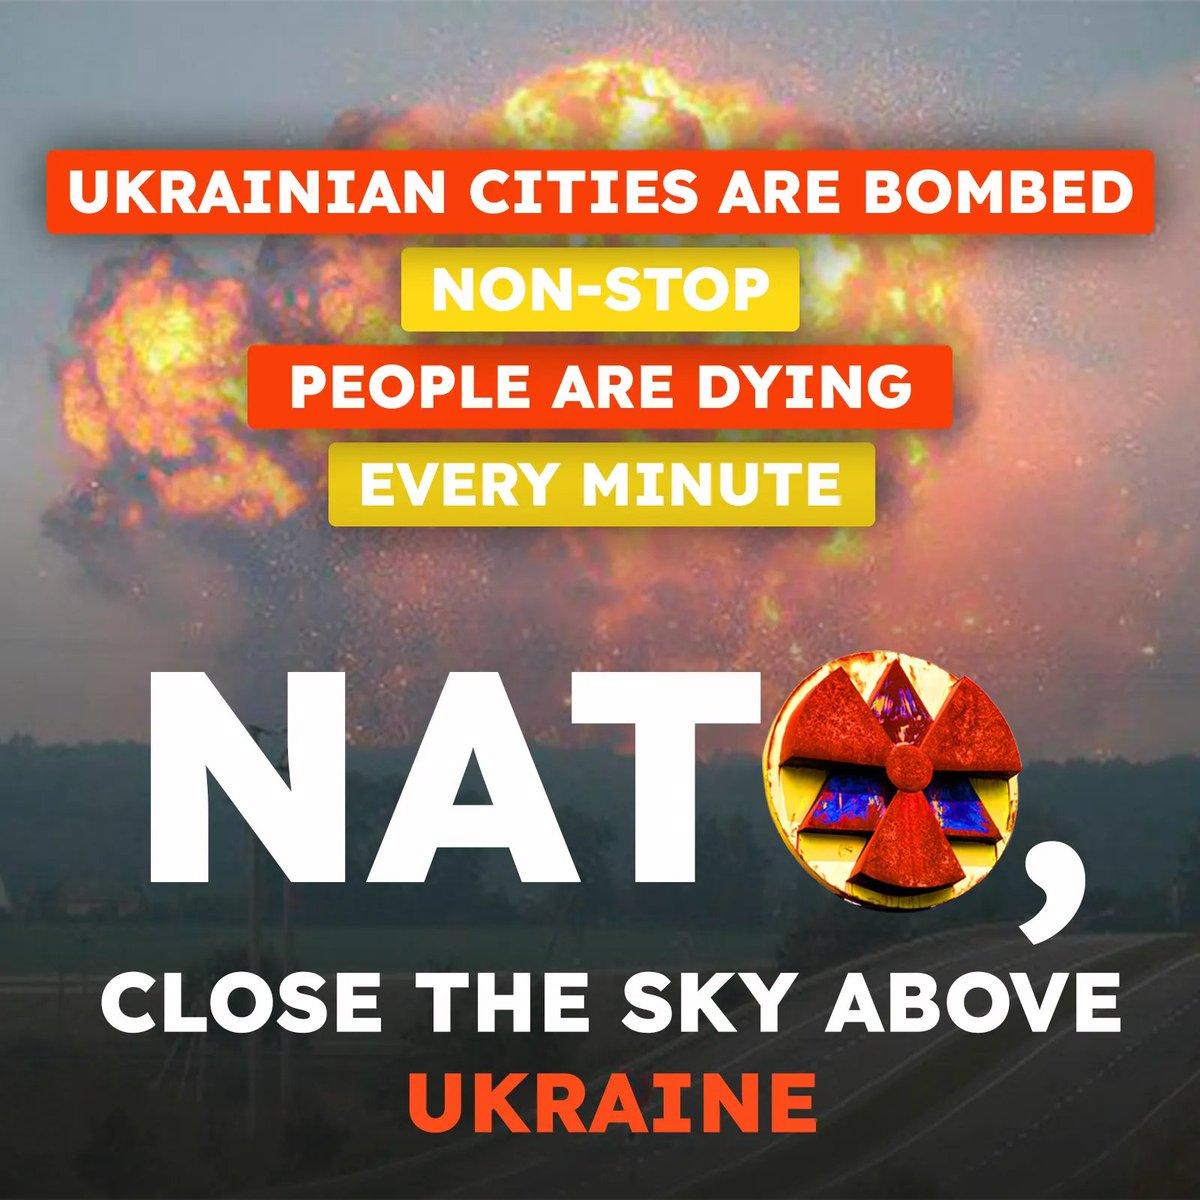 UKRAINIAN CITIES ARE BOMBED
NON-STOP
PEOPLE ARE DYING
EVERY MINUTE
NATO,
CLOSE THE SKY ABOVE
UKRAINE